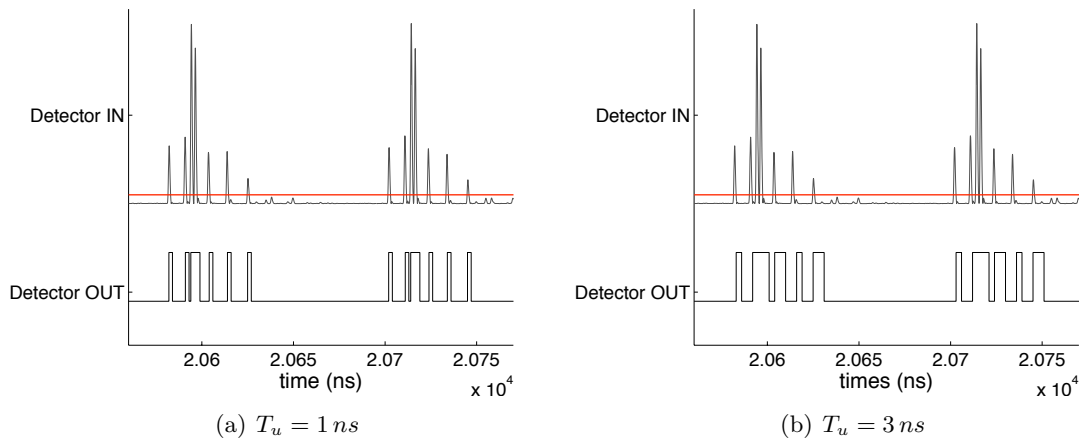 Detector IN
Detector OUT
2.06 2.065 2.07 2.075
time (ns)
x 10^4
(a) T_u = 1 ns
Detector IN
Detector OUT
2.06 2.065 2.07 2.075
times (ns)
x 10^4
(b) T_u = 3 ns